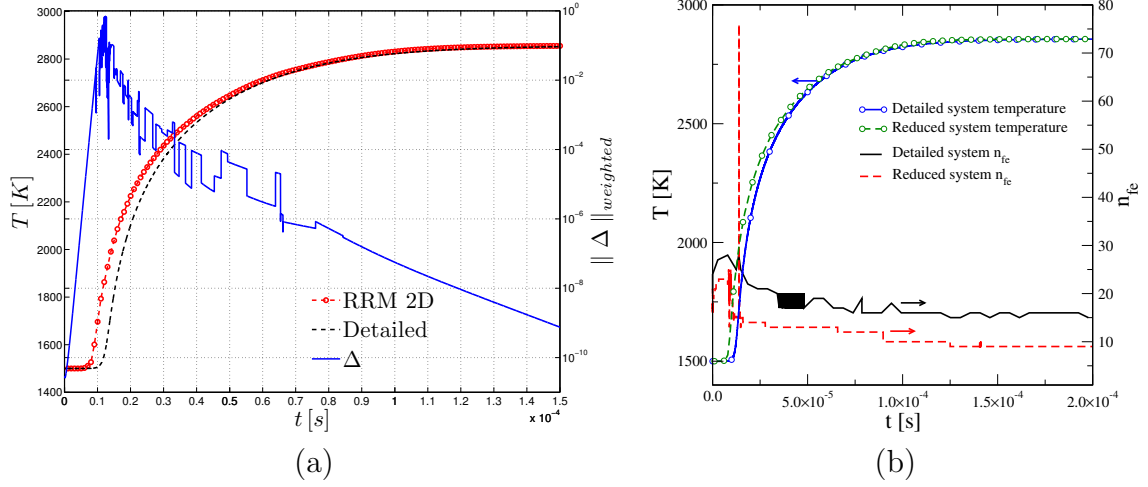 3000
2800
2600
2400
2200
2000
1800
1600
1400
T [K]
10^0
10^-2
10^-4
10^-6
10^-8
10^-10
‖ Δ ‖weighted
RRM 2D
Detailed
Δ
0 0.1 0.2 0.3 0.4 0.5 0.6 0.7 0.8 0.9 1 1.1 1.2 1.3 1.4 1.5
x 10^-4
t [s]
(a)
3000
2500
2000
1500
T [K]
80
70
60
50
40
30
20
10
n_fe
Detailed system temperature
Reduced system temperature
Detailed system n_fe
Reduced system n_fe
0.0 5.0×10^-5 1.0×10^-4 1.5×10^-4 2.0×10^-4
t [s]
(b)